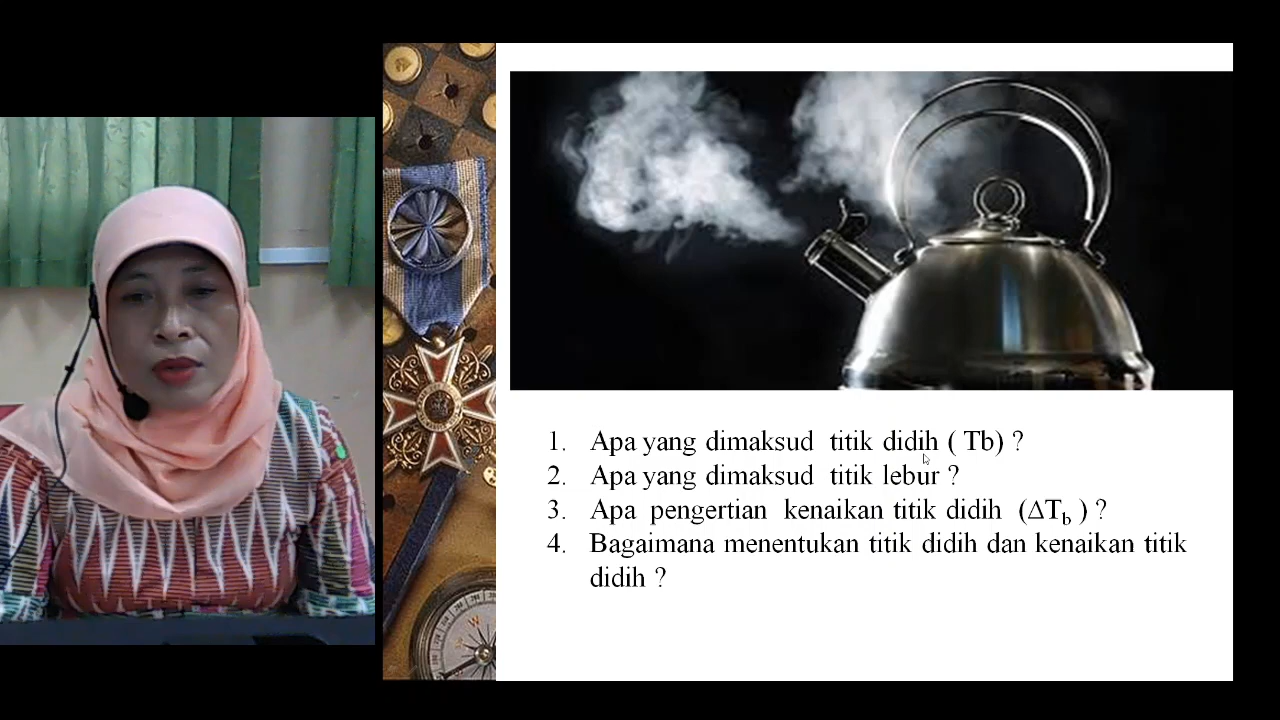 1. Apa yang dimaksud titik didih ( Tb) ?
2. Apa yang dimaksud titik lebur ?
3. Apa pengertian kenaikan titik didih (ΔT_b ) ?
4. Bagaimana menentukan titik didih dan kenaikan titik
didih ?